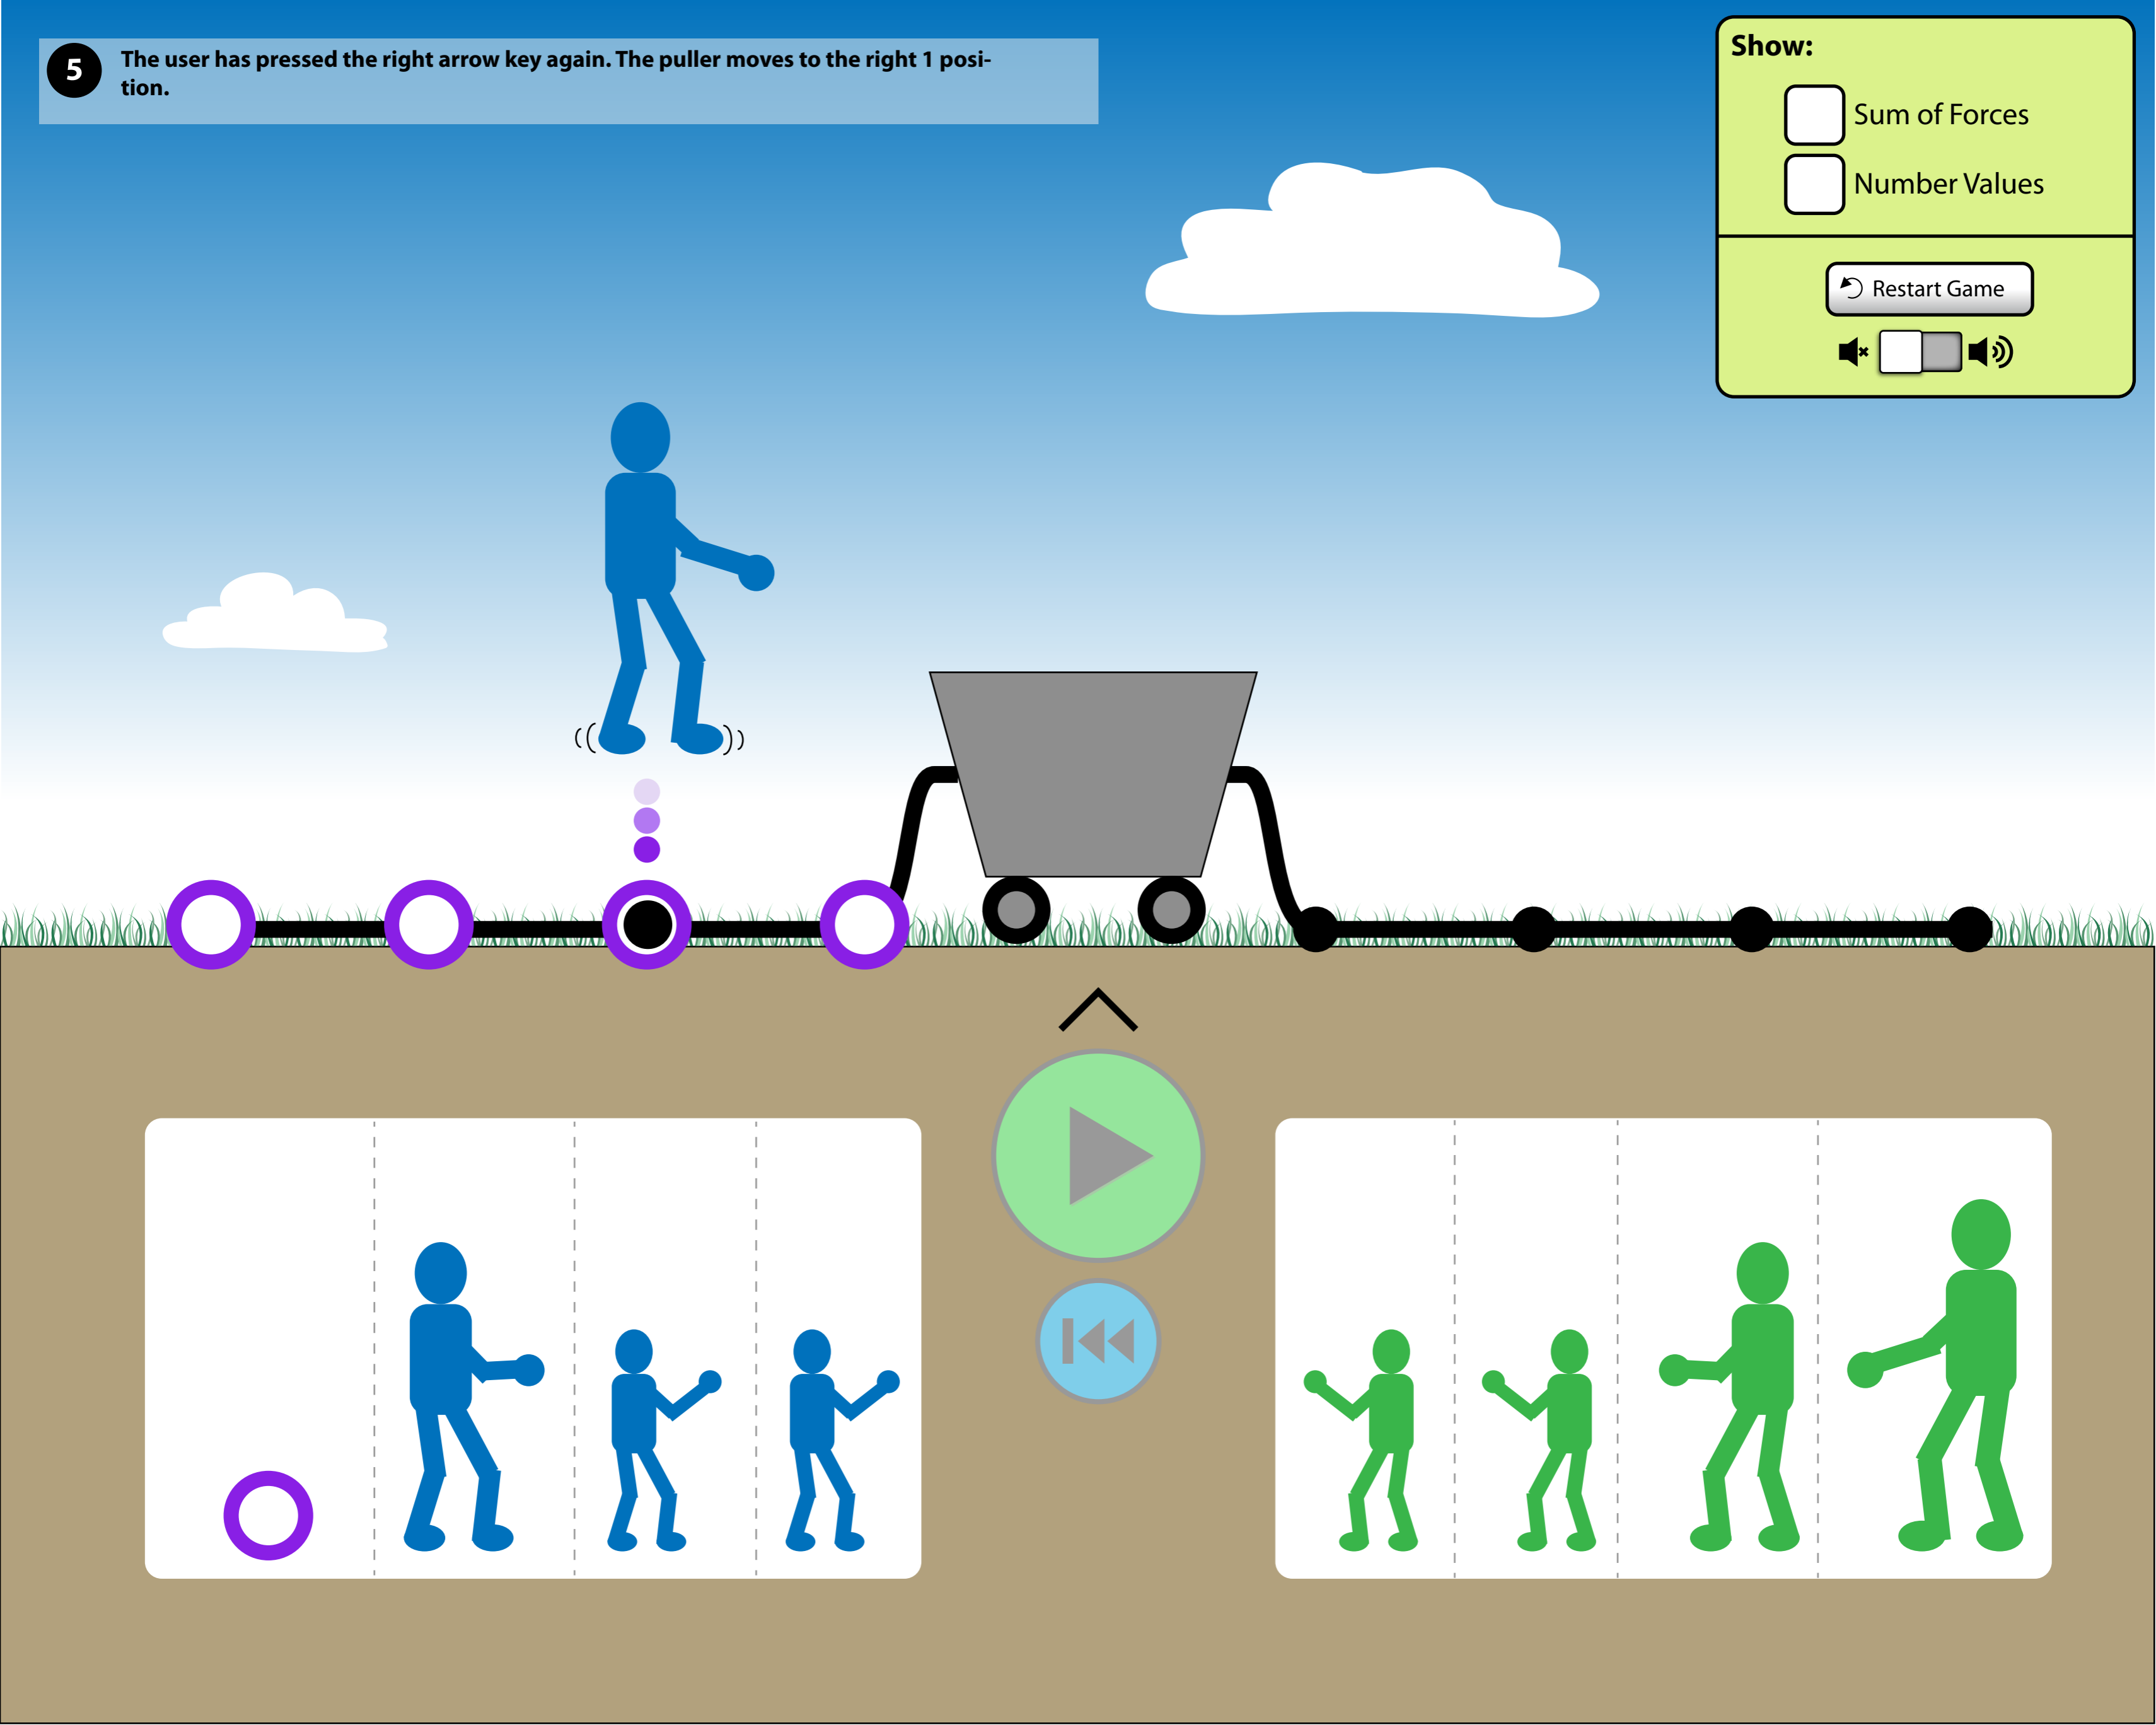 5
The user has pressed the right arrow key again. The puller moves to the right 1 posi-
tion.
Show:
Sum of Forces
Number Values
Restart Game